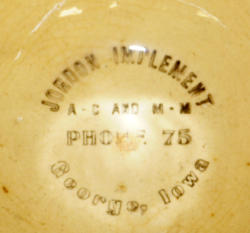 JORDON IMPLEMENT
A-C AND M-M
PHONE 75
George, Iowa